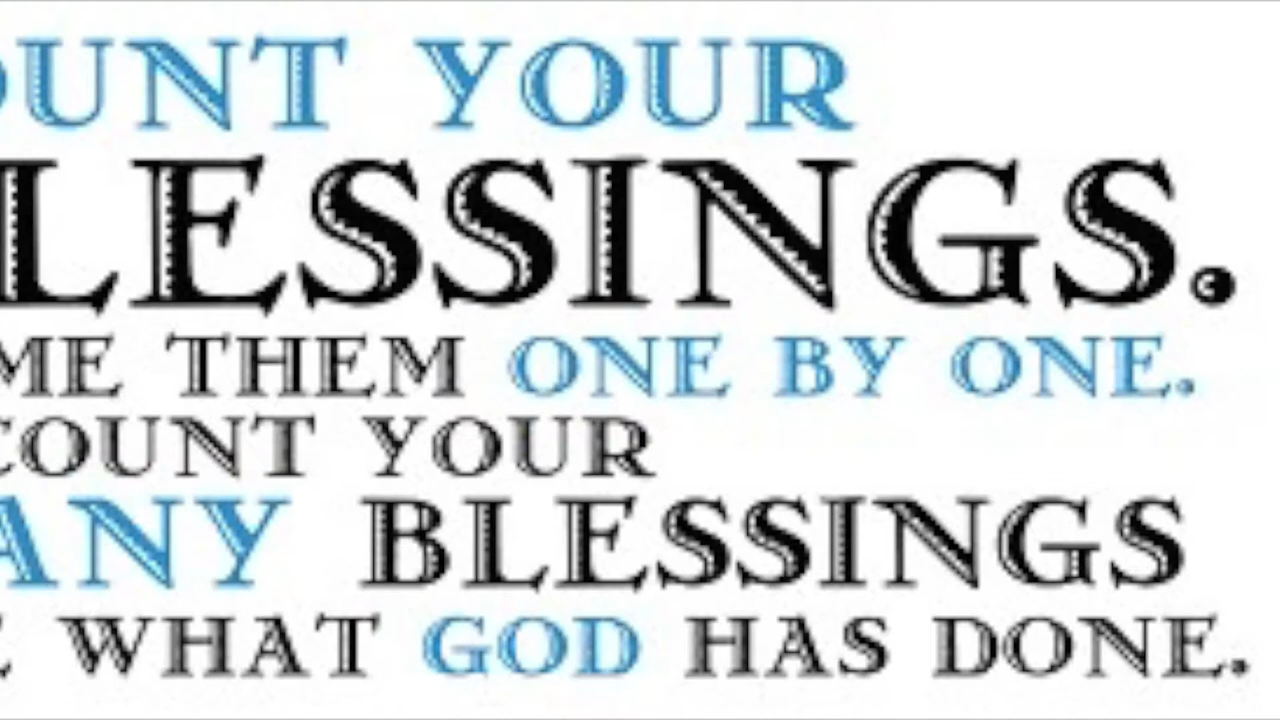 OUNT YOUR
LESSINGS.
ME THEM ONE BY ONE.
COUNT YOUR
ANY BLESSINGS
WHAT GOD HAS DONE.